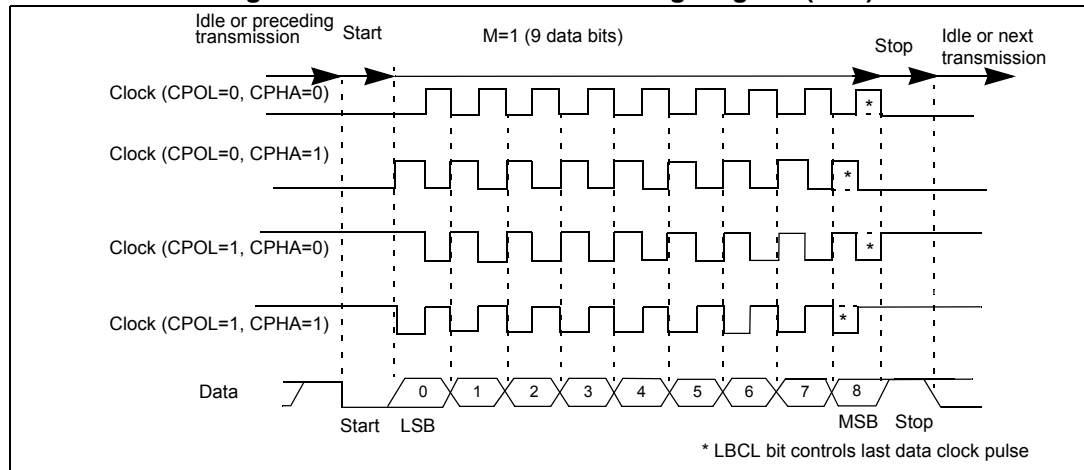 Idle or preceding
transmission
Start
M=1 (9 data bits)
Stop
Idle or next
transmission
Clock (CPOL=0, CPHA=0)
*
Clock (CPOL=0, CPHA=1)
*
Clock (CPOL=1, CPHA=0)
*
Clock (CPOL=1, CPHA=1)
*
Data
0 1 2 3 4 5 6 7 8
Start LSB MSB Stop
* LBCL bit controls last data clock pulse